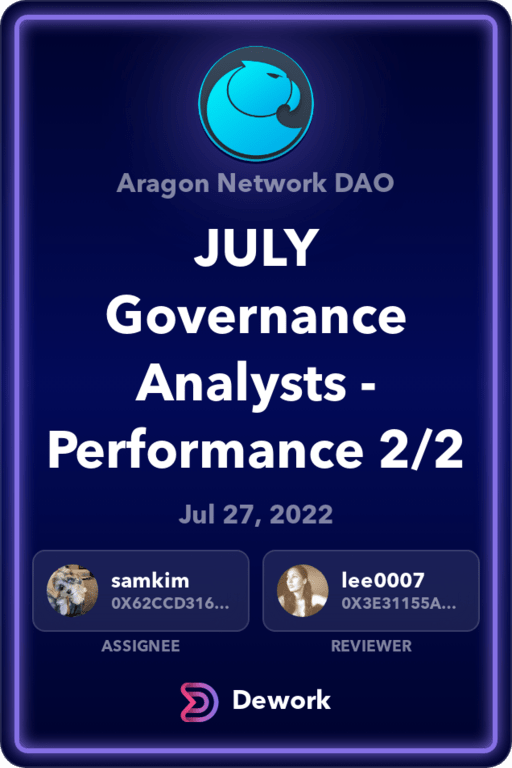 Aragon Network DAO
JULY
Governance
Analysts -
Performance 2/2
Jul 27, 2022
samkim
0X62CCD316...
ASSIGNEE
lee0007
0X3E31155A...
REVIEWER
Dework